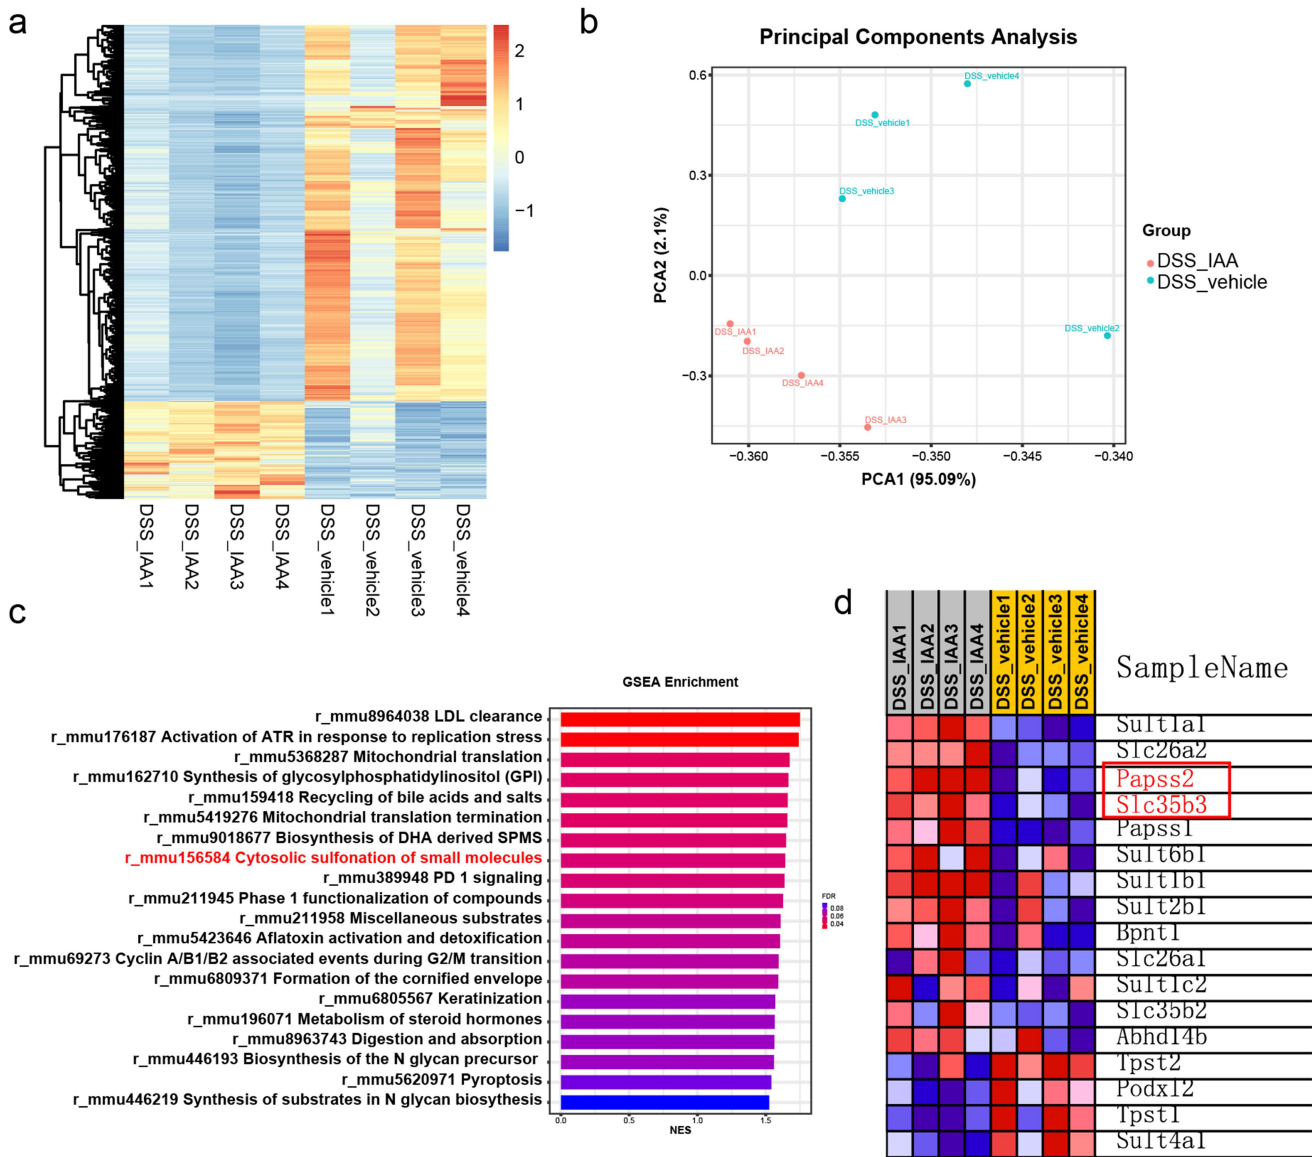 a
2
1
0
−1
DSS_IAA1
DSS_IAA2
DSS_IAA3
DSS_IAA4
DSS_vehicle1
DSS_vehicle2
DSS_vehicle3
DSS_vehicle4
b
Principal Components Analysis
DSS_vehicle4
DSS_vehicle1
DSS_vehicle3
DSS_vehicle2
DSS_IAA1
DSS_IAA2
DSS_IAA4
DSS_IAA3
0.6
0.3
0.0
−0.3
PCA2 (2.1%)
−0.360
−0.355
−0.350
−0.345
−0.340
PCA1 (95.09%)
Group
DSS_IAA
DSS_vehicle
c
GSEA Enrichment
r_mmu8964038 LDL clearance
r_mmu176187 Activation of ATR in response to replication stress
r_mmu5368287 Mitochondrial translation
r_mmu162710 Synthesis of glycosylphosphatidylinositol (GPI)
r_mmu159418 Recycling of bile acids and salts
r_mmu5419276 Mitochondrial translation termination
r_mmu9018677 Biosynthesis of DHA derived SPMS
r_mmu156584 Cytosolic sulfonation of small molecules
r_mmu389948 PD 1 signaling
r_mmu211945 Phase 1 functionalization of compounds
r_mmu211958 Miscellaneous substrates
r_mmu5423646 Aflatoxin activation and detoxification
r_mmu69273 Cyclin A/B1/B2 associated events during G2/M transition
r_mmu6809371 Formation of the cornified envelope
r_mmu6805567 Keratinization
r_mmu196071 Metabolism of steroid hormones
r_mmu8963743 Digestion and absorption
r_mmu446193 Biosynthesis of the N glycan precursor
r_mmu5620971 Pyroptosis
r_mmu446219 Synthesis of substrates in N glycan biosythesis
0.0
0.5
1.0
1.5
NES
FDR
0.08
0.06
0.04
d
DSS_IAA1
DSS_IAA2
DSS_IAA3
DSS_IAA4
DSS_vehicle1
DSS_vehicle2
DSS_vehicle3
DSS_vehicle4
SampleName
Sult1a1
Slc26a2
Papss2
Slc35b3
Papss1
Sult6b1
Sult1b1
Sult2b1
Bpnt1
Slc26a1
Sult1c2
Slc35b2
Abhd14b
Tpst2
Podxl2
Tpst1
Sult4a1